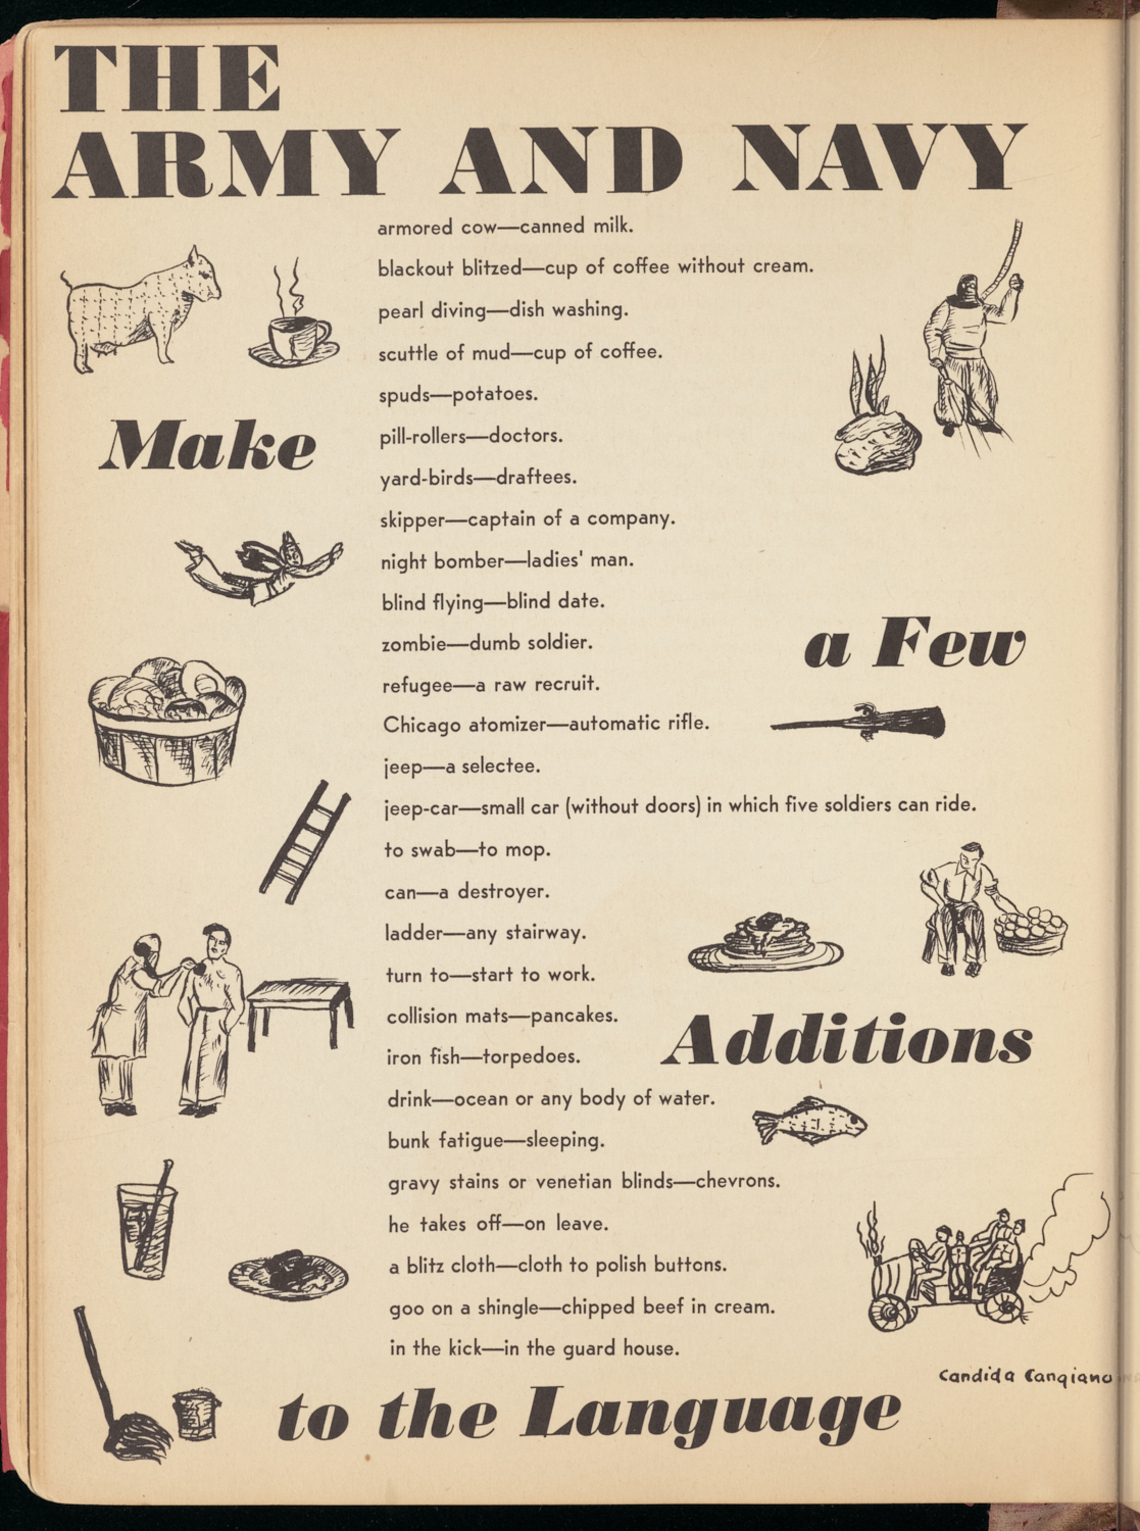 THE
ARMY AND NAVY
armored cow—canned milk.
blackout blitzed—cup of coffee without cream.
pearl diving—dish washing.
scuttle of mud—cup of coffee.
spuds—potatoes.
Make
pill-rollers—doctors.
yard-birds—draftees.
skipper—captain of a company.
night bomber—ladies' man.
blind flying—blind date.
zombie—dumb soldier.
a Few
refugee—a raw recruit.
Chicago atomizer—automatic rifle.
jeep—a selectee.
jeep-car—small car (without doors) in which five soldiers can ride.
to swab—to mop.
can—a destroyer.
ladder—any stairway.
turn to—start to work.
collision mats—pancakes.
Additions
iron fish—torpedoes.
drink—ocean or any body of water.
bunk fatigue—sleeping.
gravy stains or venetian blinds—chevrons.
he takes off—on leave.
a blitz cloth—cloth to polish buttons.
goo on a shingle—chipped beef in cream.
in the kick—in the guard house.
Candida Cangiano
to the Language